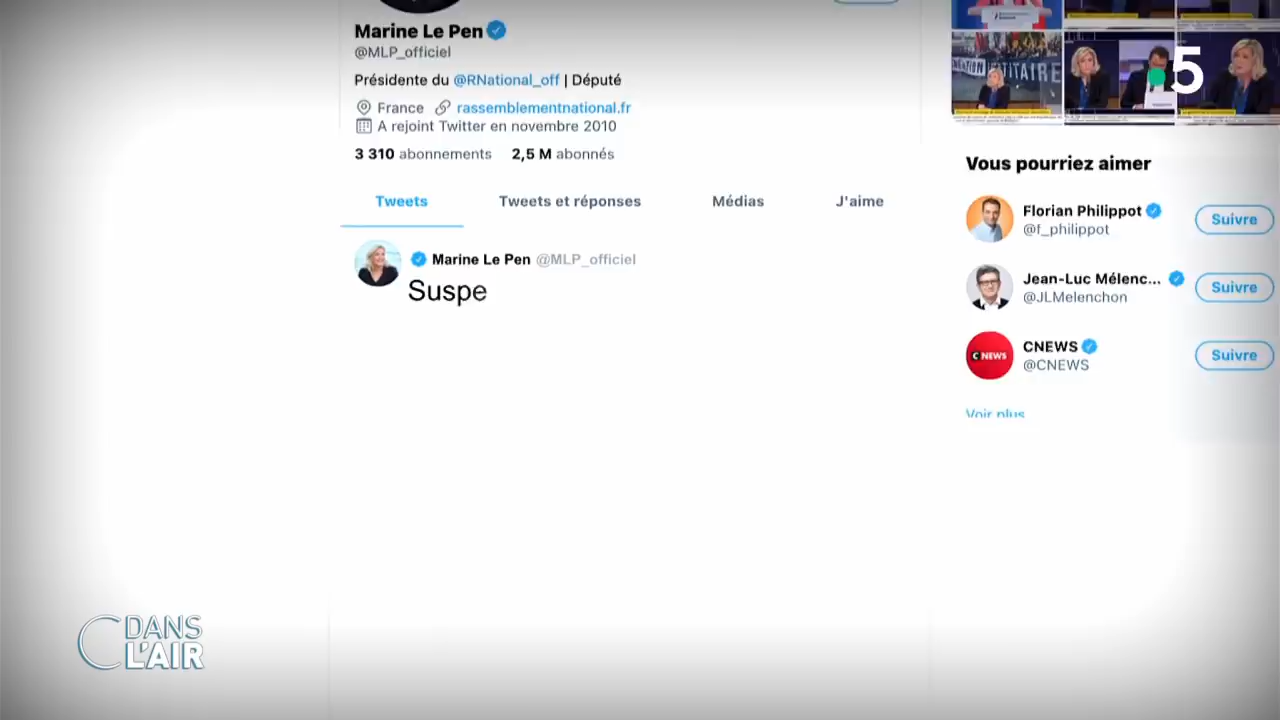 Marine Le Pen
@MLP_officiel
Présidente du @RNational_off | Député
France rassemblementnational.fr
A rejoint Twitter en novembre 2010
3 310 abonnements 2,5 M abonnés
Tweets Tweets et réponses Médias J'aime
Marine Le Pen @MLP_officiel
Suspe
5
Vous pourriez aimer
Florian Philippot
@f_philippot
Suivre
Jean-Luc Mélenc...
@JLMelenchon
Suivre
CNEWS
CNEWS
@CNEWS
Suivre
Voir plus
C DANS
L'AIR